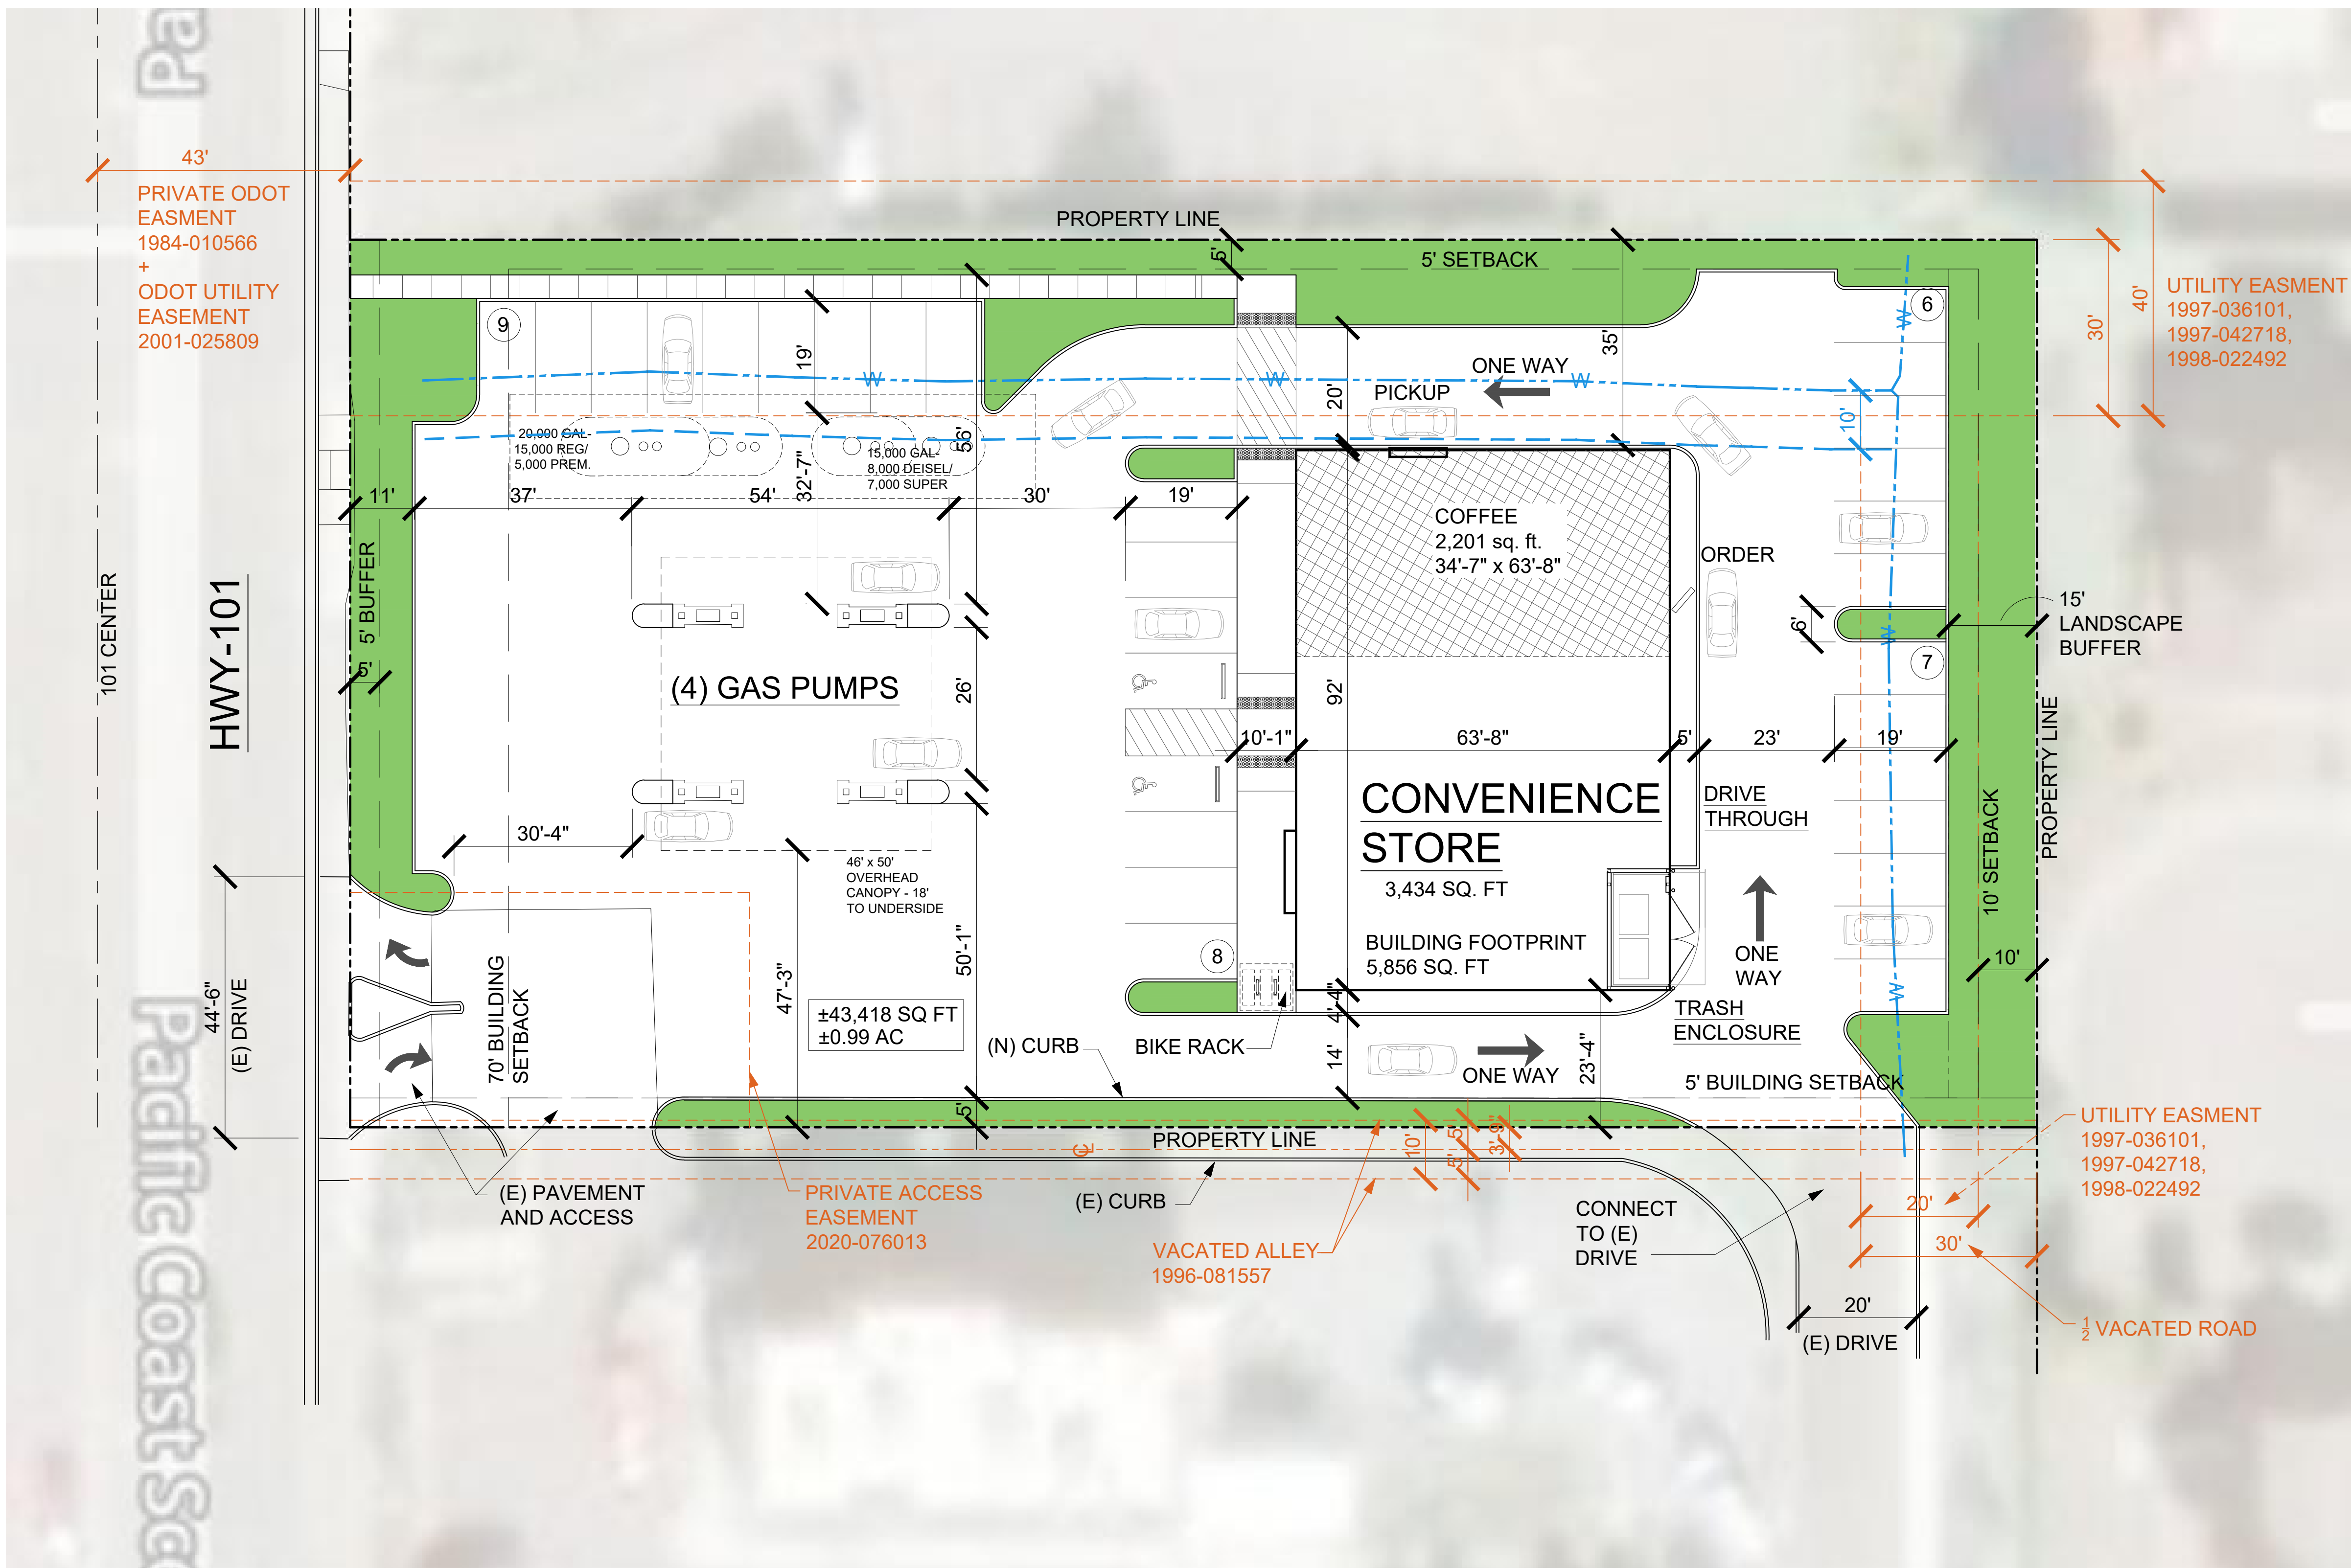 Pa
43'
PRIVATE ODOT
EASMENT
1984-010566
+
ODOT UTILITY
EASEMENT
2001-025809
PROPERTY LINE
5'
5' SETBACK
6
W
40'
30'
UTILITY EASMENT
1997-036101,
1997-042718,
1998-022492
9
19'
W
W
W
35'
ONE WAY
PICKUP
20'
10'
20,000 GAL-
15,000 REG/
5,000 PREM.
56'
15,000 GAL-
8,000 DEISEL/
7,000 SUPER
32'-7"
11'
37'
54'
30'
19'
COFFEE
2,201 sq. ft.
34'-7" x 63'-8"
ORDER
101 CENTER
HWY-101
5' BUFFER
5'
6'
W
15'
LANDSCAPE
BUFFER
7
(4) GAS PUMPS
26'
92'
10'-1"
63'-8"
5'
23'
19'
PROPERTY LINE
CONVENIENCE
STORE
3,434 SQ. FT
DRIVE
THROUGH
10' SETBACK
30'-4"
46' x 50'
OVERHEAD
CANOPY - 18'
TO UNDERSIDE
8
BUILDING FOOTPRINT
5,856 SQ. FT
ONE
WAY
10'
W
44'-6"
(E) DRIVE
70' BUILDING
SETBACK
47'-3"
50'-1"
±43,418 SQ FT
±0.99 AC
4'-4"
TRASH
ENCLOSURE
(N) CURB
BIKE RACK
14'
ONE WAY
23'-4"
5' BUILDING SETBACK
5'
PROPERTY LINE
CL
10'
5'
5'
3'-9"
UTILITY EASMENT
1997-036101,
1997-042718,
1998-022492
(E) PAVEMENT
AND ACCESS
PRIVATE ACCESS
EASEMENT
2020-076013
(E) CURB
VACATED ALLEY
1996-081557
CONNECT
TO (E)
DRIVE
20'
30'
20'
(E) DRIVE
1/2 VACATED ROAD
Pacific Coast Sc